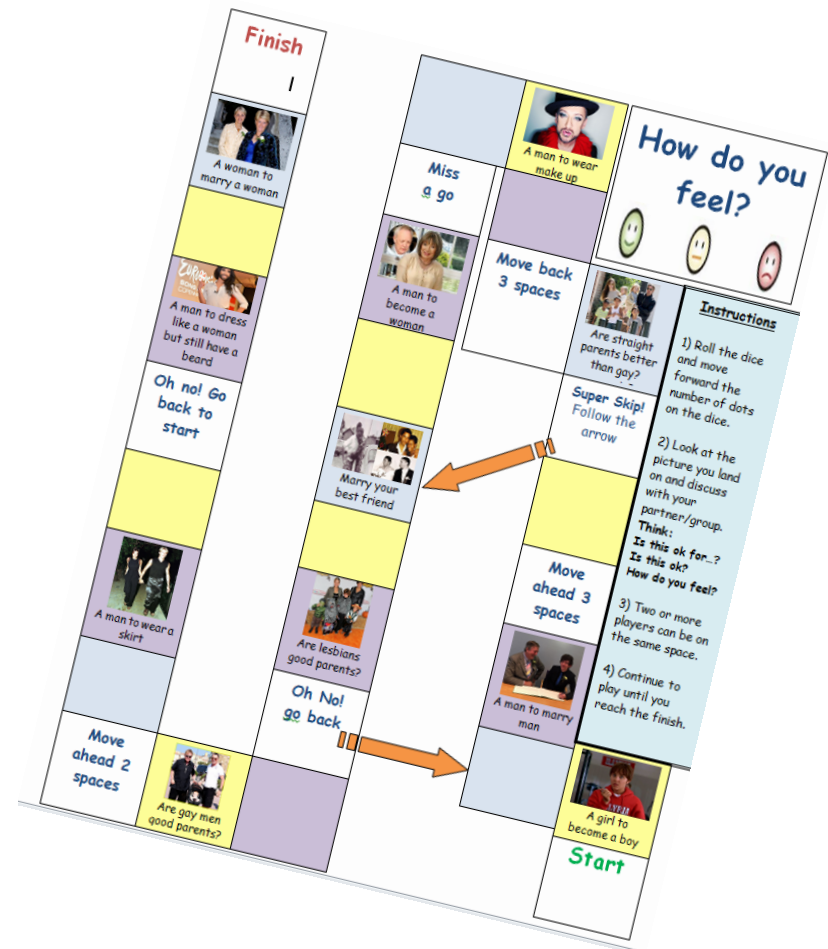 Finish
A woman to
marry a woman
A man to dress
like a woman
but still have a
beard
Oh no! Go
back to
start
A man to wear a
skirt
Move
ahead 2
spaces
Are gay men
good parents?
Miss
a go
A man to
become a
woman
Marry your
best friend
Are lesbians
good parents?
Oh No!
go back
A man to wear
make up
Move back
3 spaces
Are straight
parents better
than gay?
Super Skip!
Follow the
arrow
Move
ahead 3
spaces
A man to marry
man
A girl to
become a boy
Start
How do you
feel?
Instructions
1) Roll the dice
and move
forward the
number of dots
on the dice.
2) Look at the
picture you land
on and discuss
with your
partner/group.
Think:
Is this ok for...?
Is this ok?
How do you feel?
3) Two or more
players can be on
the same space.
4) Continue to
play until you
reach the finish.